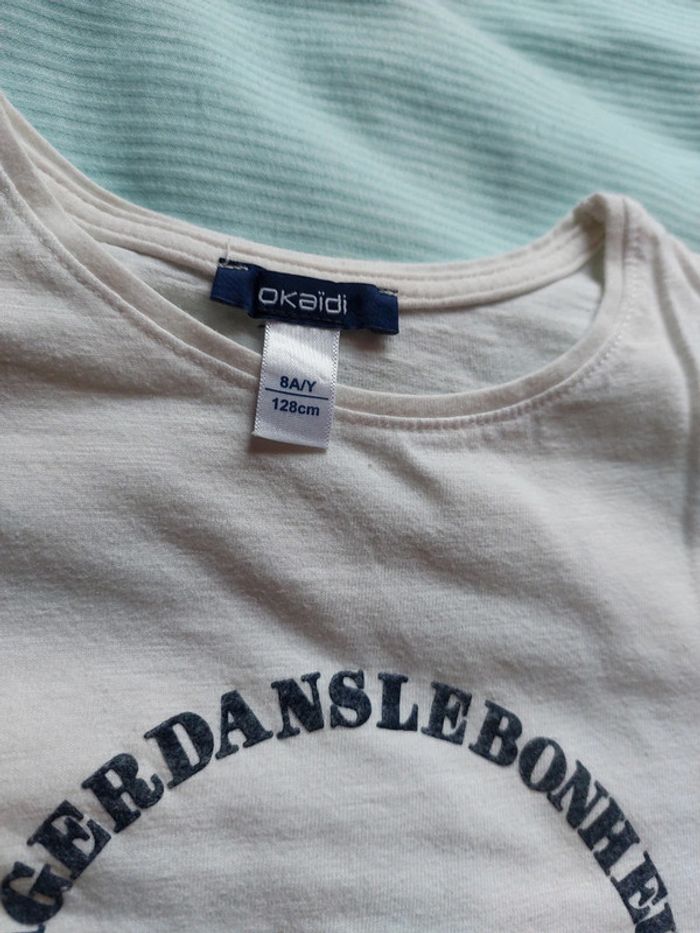 okaïdi
8A/Y
128cm
GERDANSLEBONHE